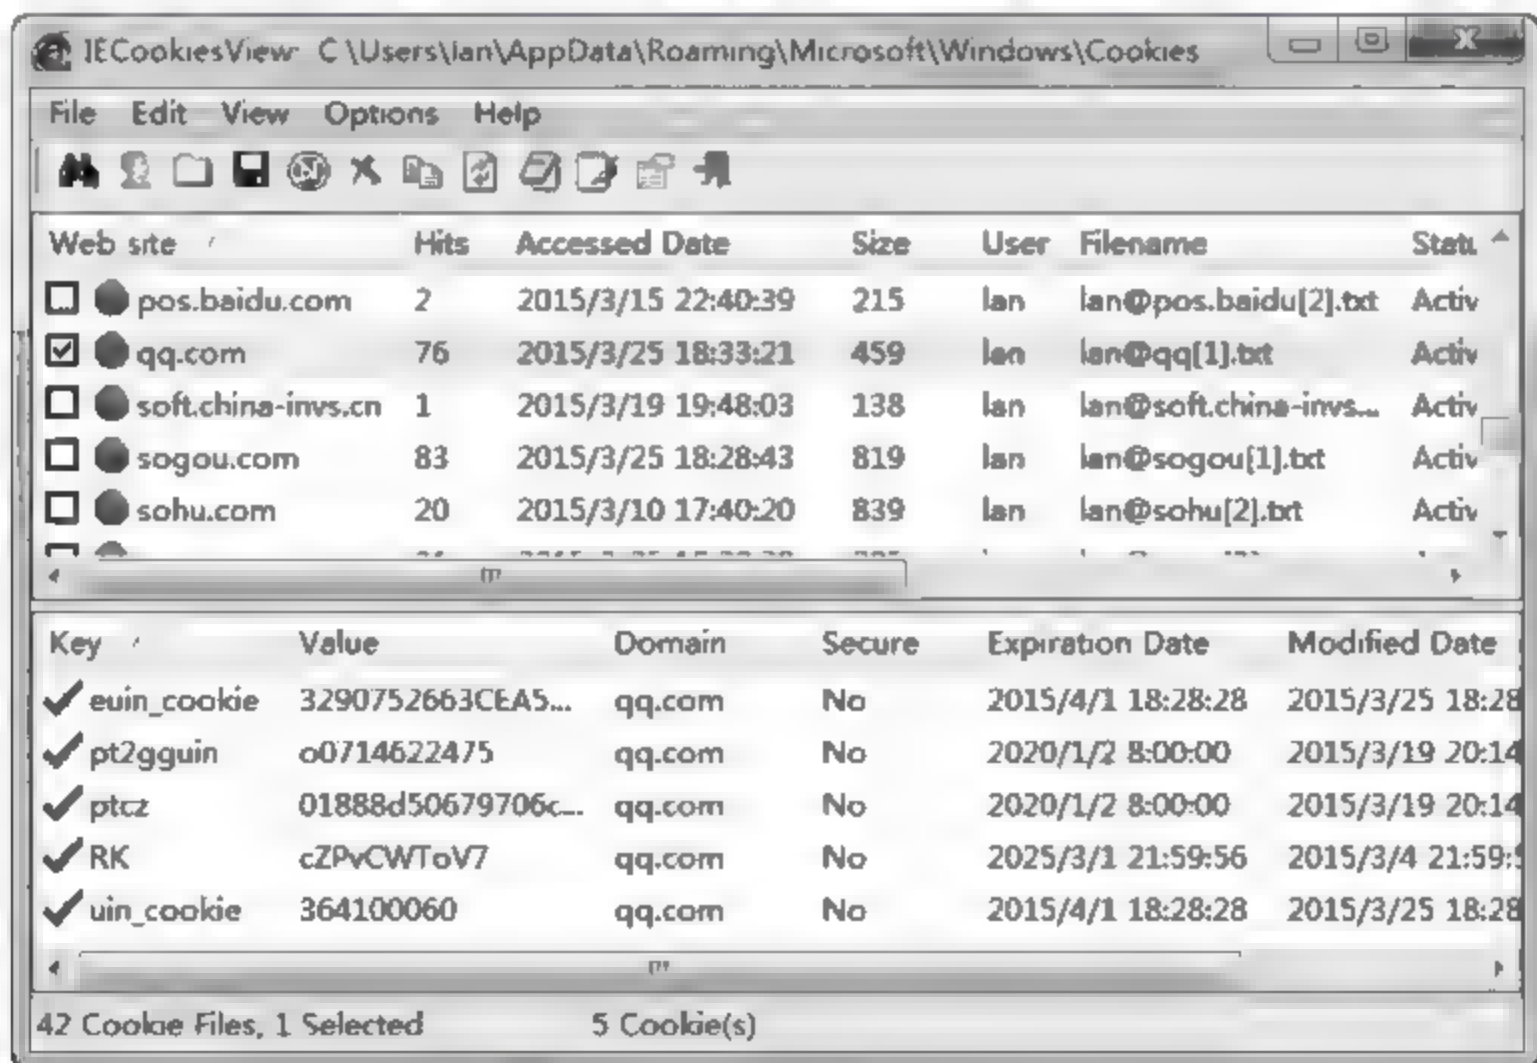 IECookiesView: C:\Users\lan\AppData\Roaming\Microsoft\Windows\Cookies
File Edit View Options Help
Web site / Hits Accessed Date Size User Filename Statu
pos.baidu.com 2 2015/3/15 22:40:39 215 lan lan@pos.baidu[2].txt Activ
qq.com 76 2015/3/25 18:33:21 459 lan lan@qq[1].txt Activ
soft.china-invs.cn 1 2015/3/19 19:48:03 138 lan lan@soft.china-invs... Activ
sogou.com 83 2015/3/25 18:28:43 819 lan lan@sogou[1].txt Activ
sohu.com 20 2015/3/10 17:40:20 839 lan lan@sohu[2].txt Activ
Key / Value Domain Secure Expiration Date Modified Date
euin_cookie 3290752663CEA5... qq.com No 2015/4/1 18:28:28 2015/3/25 18:28
pt2gguin o0714622475 qq.com No 2020/1/2 8:00:00 2015/3/19 20:14
ptcz 01888d50679706c... qq.com No 2020/1/2 8:00:00 2015/3/19 20:14
RK cZPvCWToV7 qq.com No 2025/3/1 21:59:56 2015/3/4 21:59:5
uin_cookie 364100060 qq.com No 2015/4/1 18:28:28 2015/3/25 18:28
42 Cookie Files, 1 Selected 5 Cookie(s)